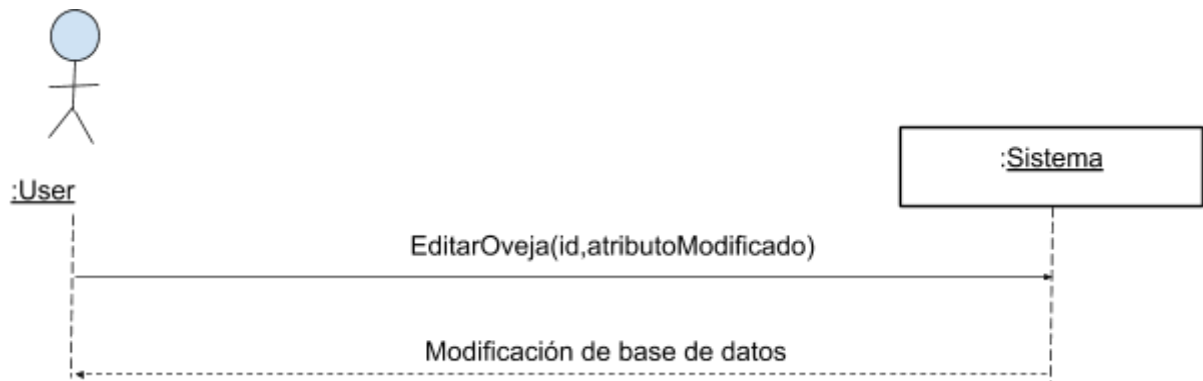 :User
:Sistema
EditarOveja(id,atributoModificado)
Modificación de base de datos